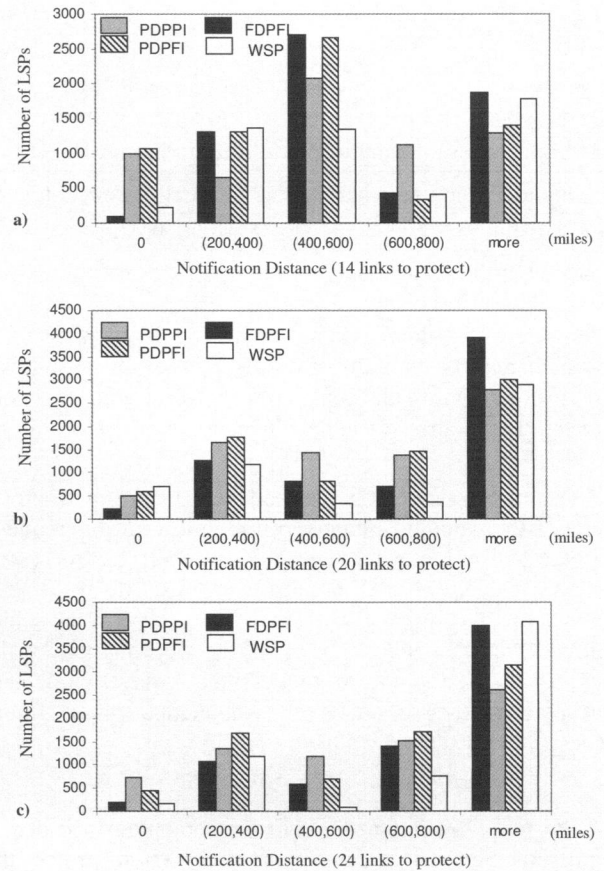 3000
2500
2000
1500
1000
500
0
Number of LSPs
PDPPI FDPFI
PDPFI WSP
a)
0 (200,400) (400,600) (600,800) more (miles)
Notification Distance (14 links to protect)
4500
4000
3500
3000
2500
2000
1500
1000
500
0
Number of LSPs
PDPPI FDPFI
PDPFI WSP
b)
0 (200,400) (400,600) (600,800) more (miles)
Notification Distance (20 links to protect)
4500
4000
3500
3000
2500
2000
1500
1000
500
0
Number of LSPs
PDPPI FDPFI
PDPFI WSP
c)
0 (200,400) (400,600) (600,800) more (miles)
Notification Distance (24 links to protect)